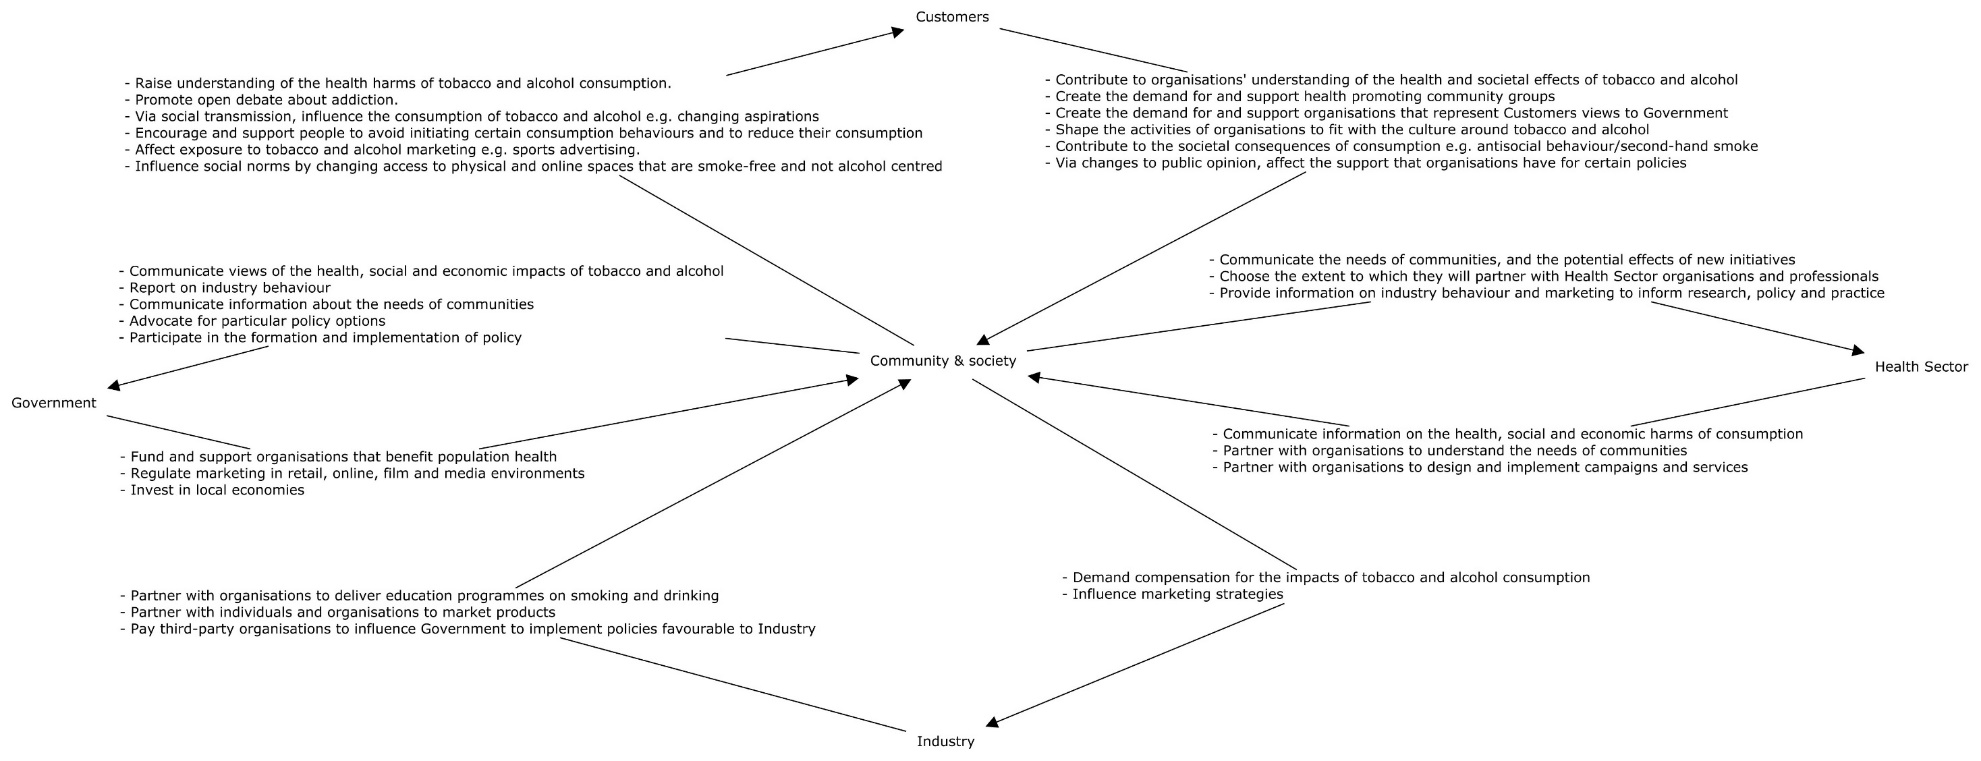 Customers
- Raise understanding of the health harms of tobacco and alcohol consumption.
- Promote open debate about addiction.
- Via social transmission, influence the consumption of tobacco and alcohol e.g. changing aspirations
- Encourage and support people to avoid initiating certain consumption behaviours and to reduce their consumption
- Affect exposure to tobacco and alcohol marketing e.g. sports advertising.
- Influence social norms by changing access to physical and online spaces that are smoke-free and not alcohol centred
- Contribute to organisations' understanding of the health and societal effects of tobacco and alcohol
- Create the demand for and support health promoting community groups
- Create the demand for and support organisations that represent Customers views to Government
- Shape the activities of organisations to fit with the culture around tobacco and alcohol
- Contribute to the societal consequences of consumption e.g. antisocial behaviour/second-hand smoke
- Via changes to public opinion, affect the support that organisations have for certain policies
- Communicate views of the health, social and economic impacts of tobacco and alcohol
- Report on industry behaviour
- Communicate information about the needs of communities
- Advocate for particular policy options
- Participate in the formation and implementation of policy
- Communicate the needs of communities, and the potential effects of new initiatives
- Choose the extent to which they will partner with Health Sector organisations and professionals
- Provide information on industry behaviour and marketing to inform research, policy and practice
Community & society
Health Sector
Government
- Fund and support organisations that benefit population health
- Regulate marketing in retail, online, film and media environments
- Invest in local economies
- Communicate information on the health, social and economic harms of consumption
- Partner with organisations to understand the needs of communities
- Partner with organisations to design and implement campaigns and services
- Partner with organisations to deliver education programmes on smoking and drinking
- Partner with individuals and organisations to market products
- Pay third-party organisations to influence Government to implement policies favourable to Industry
- Demand compensation for the impacts of tobacco and alcohol consumption
- Influence marketing strategies
Industry